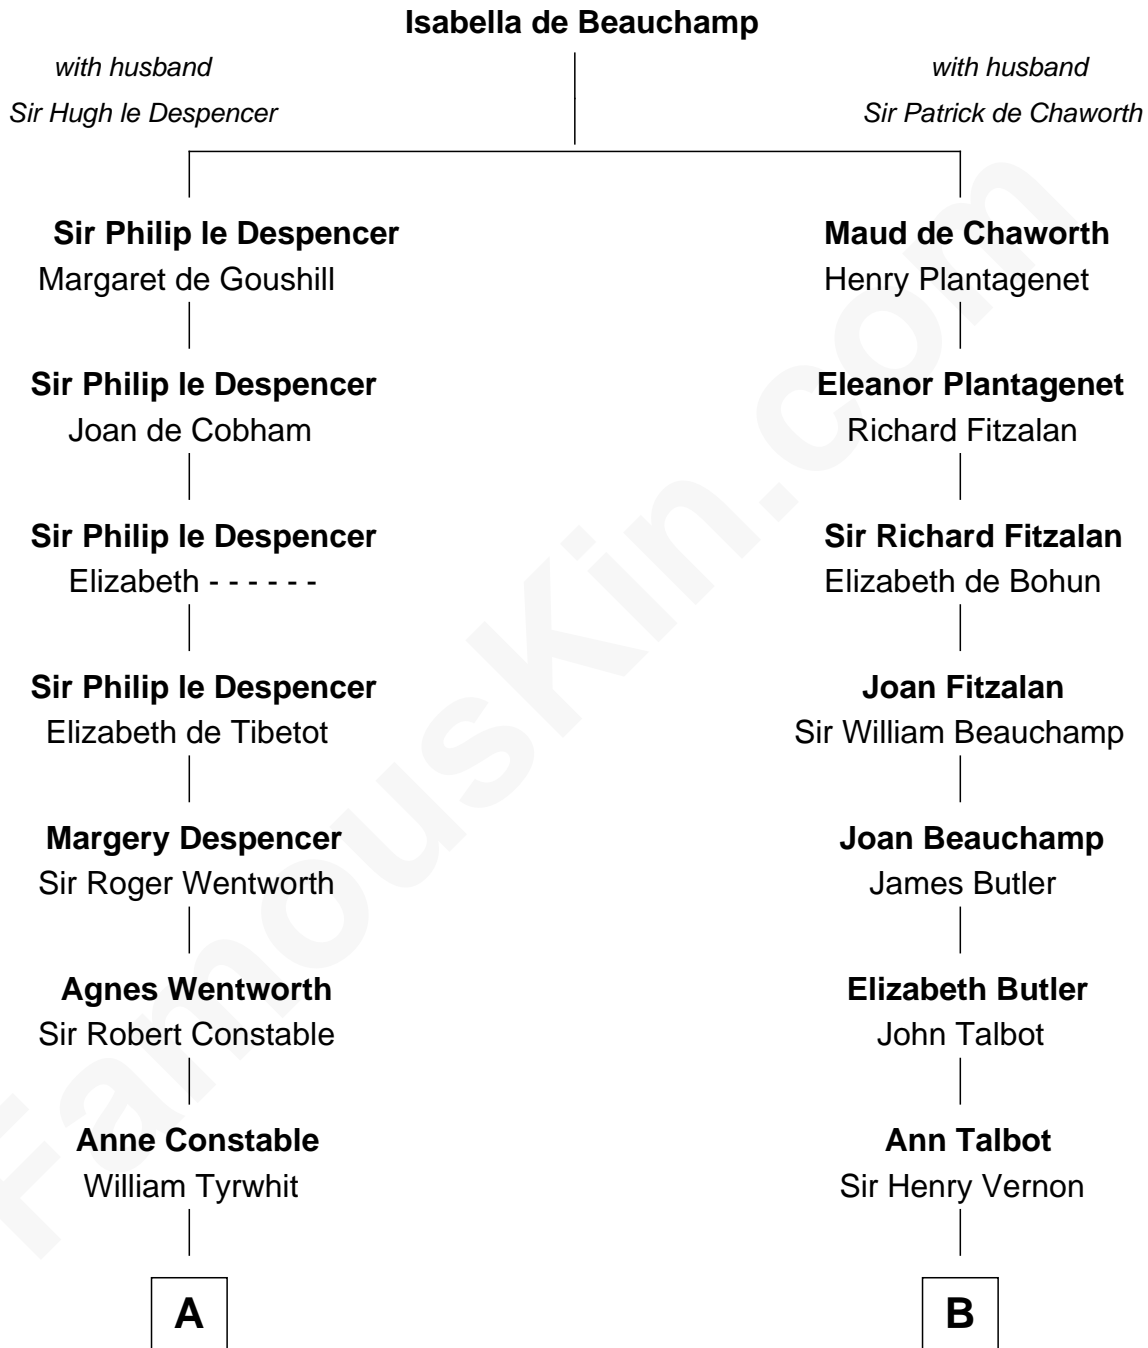 Isabella de Beauchamp
with husband
Sir Hugh le Despencer
with husband
Sir Patrick de Chaworth
Sir Philip le Despencer
Margaret de Goushill
Maud de Chaworth
Henry Plantagenet
Sir Philip le Despencer
Joan de Cobham
Eleanor Plantagenet
Richard Fitzalan
Sir Philip le Despencer
Elizabeth - - - - - -
Sir Richard Fitzalan
Elizabeth de Bohun
Sir Philip le Despencer
Elizabeth de Tibetot
Joan Fitzalan
Sir William Beauchamp
Margery Despencer
Sir Roger Wentworth
Joan Beauchamp
James Butler
Agnes Wentworth
Sir Robert Constable
Elizabeth Butler
John Talbot
Anne Constable
William Tyrwhit
Ann Talbot
Sir Henry Vernon
A
B
FamousKin.com